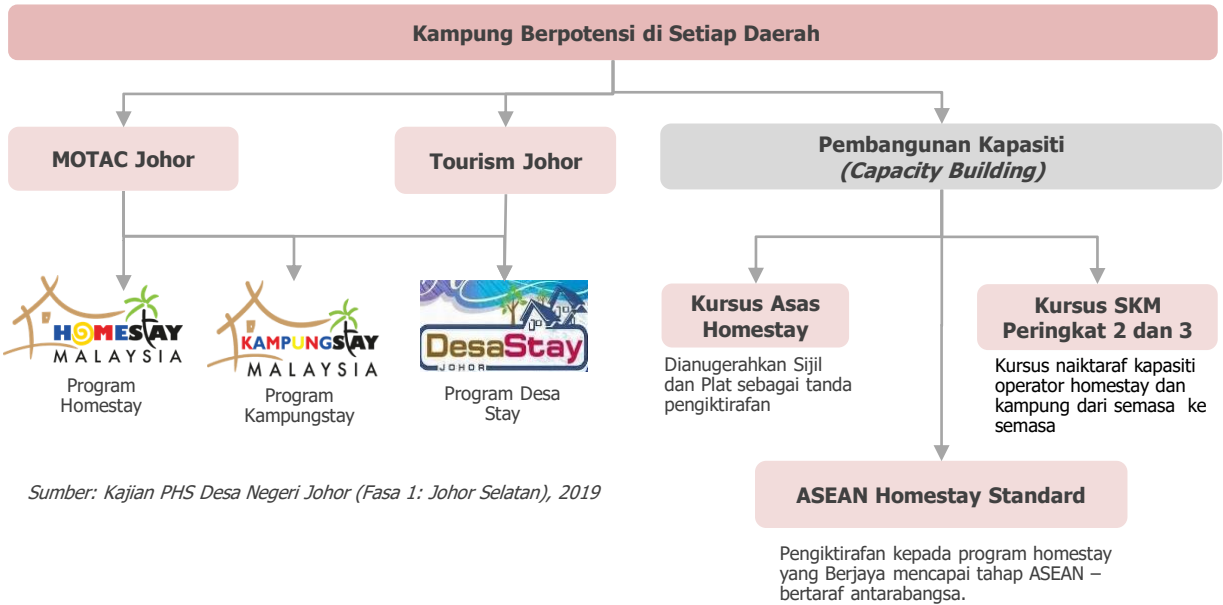 Kampung Berpotensi di Setiap Daerah
MOTAC Johor
Tourism Johor
Pembangunan Kapasiti
(Capacity Building)
HOMESTAY
MALAYSIA
Program
Homestay
KAMPUNGSTAY
MALAYSIA
Program
Kampungstay
DesaStay
JOHOR
Program Desa
Stay
Kursus Asas
Homestay
Dianugerahkan Sijil
dan Plat sebagai tanda
pengiktirafan
Kursus SKM
Peringkat 2 dan 3
Kursus naiktaraf kapasiti
operator homestay dan
kampung dari semasa ke
semasa
Sumber: Kajian PHS Desa Negeri Johor (Fasa 1: Johor Selatan), 2019
ASEAN Homestay Standard
Pengiktirafan kepada program homestay
yang Berjaya mencapai tahap ASEAN –
bertaraf antarabangsa.